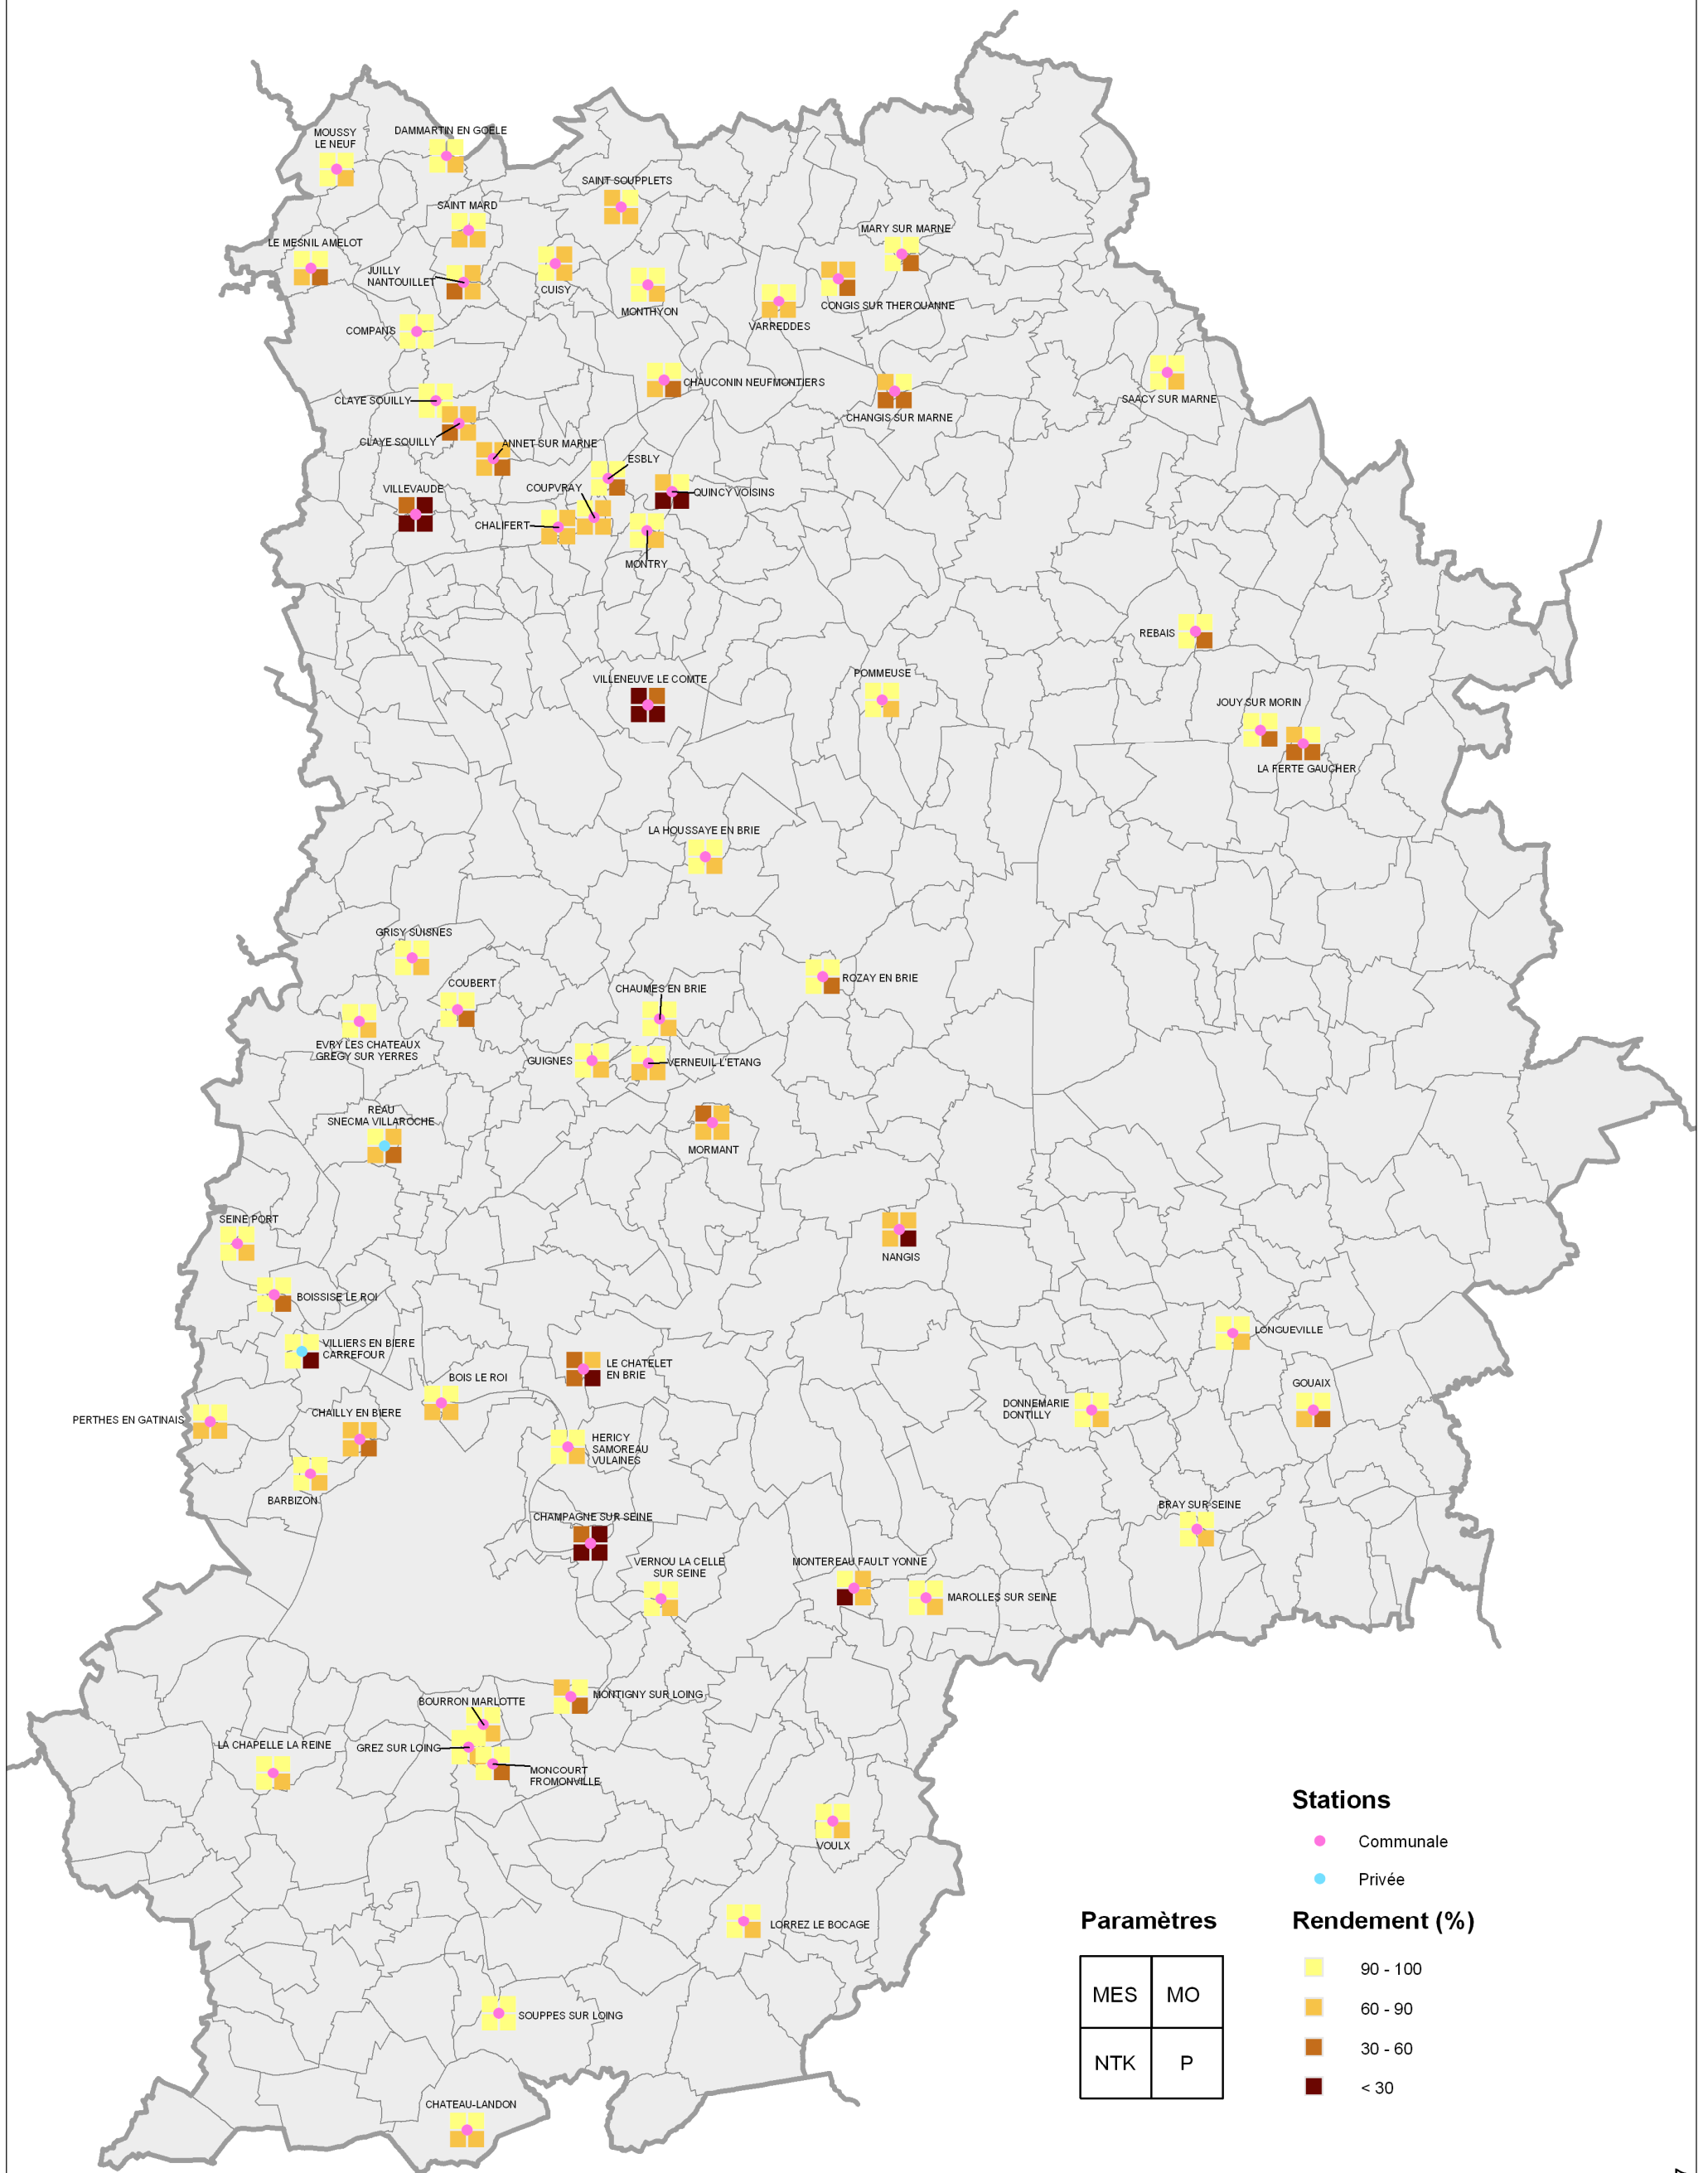 MOUSSY
LE NEUF
DAMMARTIN EN GOELE
SAINT SOUPPLETS
SAINT MARD
LE MESNIL AMELOT
MARY SUR MARNE
JUILLY
NANTOUILLET
CUISY
MONTHYON
CONGIS SUR THEROUANNE
VARREDDES
COMPANS
CHAUCONIN NEUFMONTIERS
CLAYE SOUILLY
SAACY SUR MARNE
CHANGIS SUR MARNE
CLAYE SOUILLY
ANNET SUR MARNE
ESBLY
VILLEVAUDE
COUPVRAY
QUINCY VOISINS
CHALIFERT
MONTRY
REBAIS
VILLENEUVE LE COMTE
POMMEUSE
JOUY SUR MORIN
LA FERTE GAUCHER
LA HOUSSAYE EN BRIE
GRISY SUISNES
COUBERT
CHAUMES EN BRIE
ROZAY EN BRIE
EVRY LES CHATEAUX
GREGY SUR YERRES
GUIGNES
VERNEUIL L'ETANG
REAU
SNECMA VILLAROCHE
MORMANT
SEINE PORT
NANGIS
BOISSISE LE ROI
LONGUEVILLE
VILLIERS EN BIERE
CARREFOUR
LE CHATELET
EN BRIE
BOIS LE ROI
GOUAIX
PERTHES EN GATINAIS
CHAILLY EN BIERE
DONNEMARIE
DONTILLY
HERICY
SAMOREAU
VULAINES
BARBIZON
BRAY SUR SEINE
CHAMPAGNE SUR SEINE
VERNOU LA CELLE
SUR SEINE
MONTEREAU FAULT YONNE
MAROLLES SUR SEINE
MONTIGNY SUR LOING
BOURRON MARLOTTE
LA CHAPELLE LA REINE
GREZ SUR LOING
MONCOURT
FROMONVILLE
VOULX
LORREZ LE BOCAGE
SOUPPES SUR LOING
CHATEAU-LANDON
Stations
Communale
Privée
Paramètres
MES MO
NTK P
Rendement (%)
90 - 100
60 - 90
30 - 60
< 30